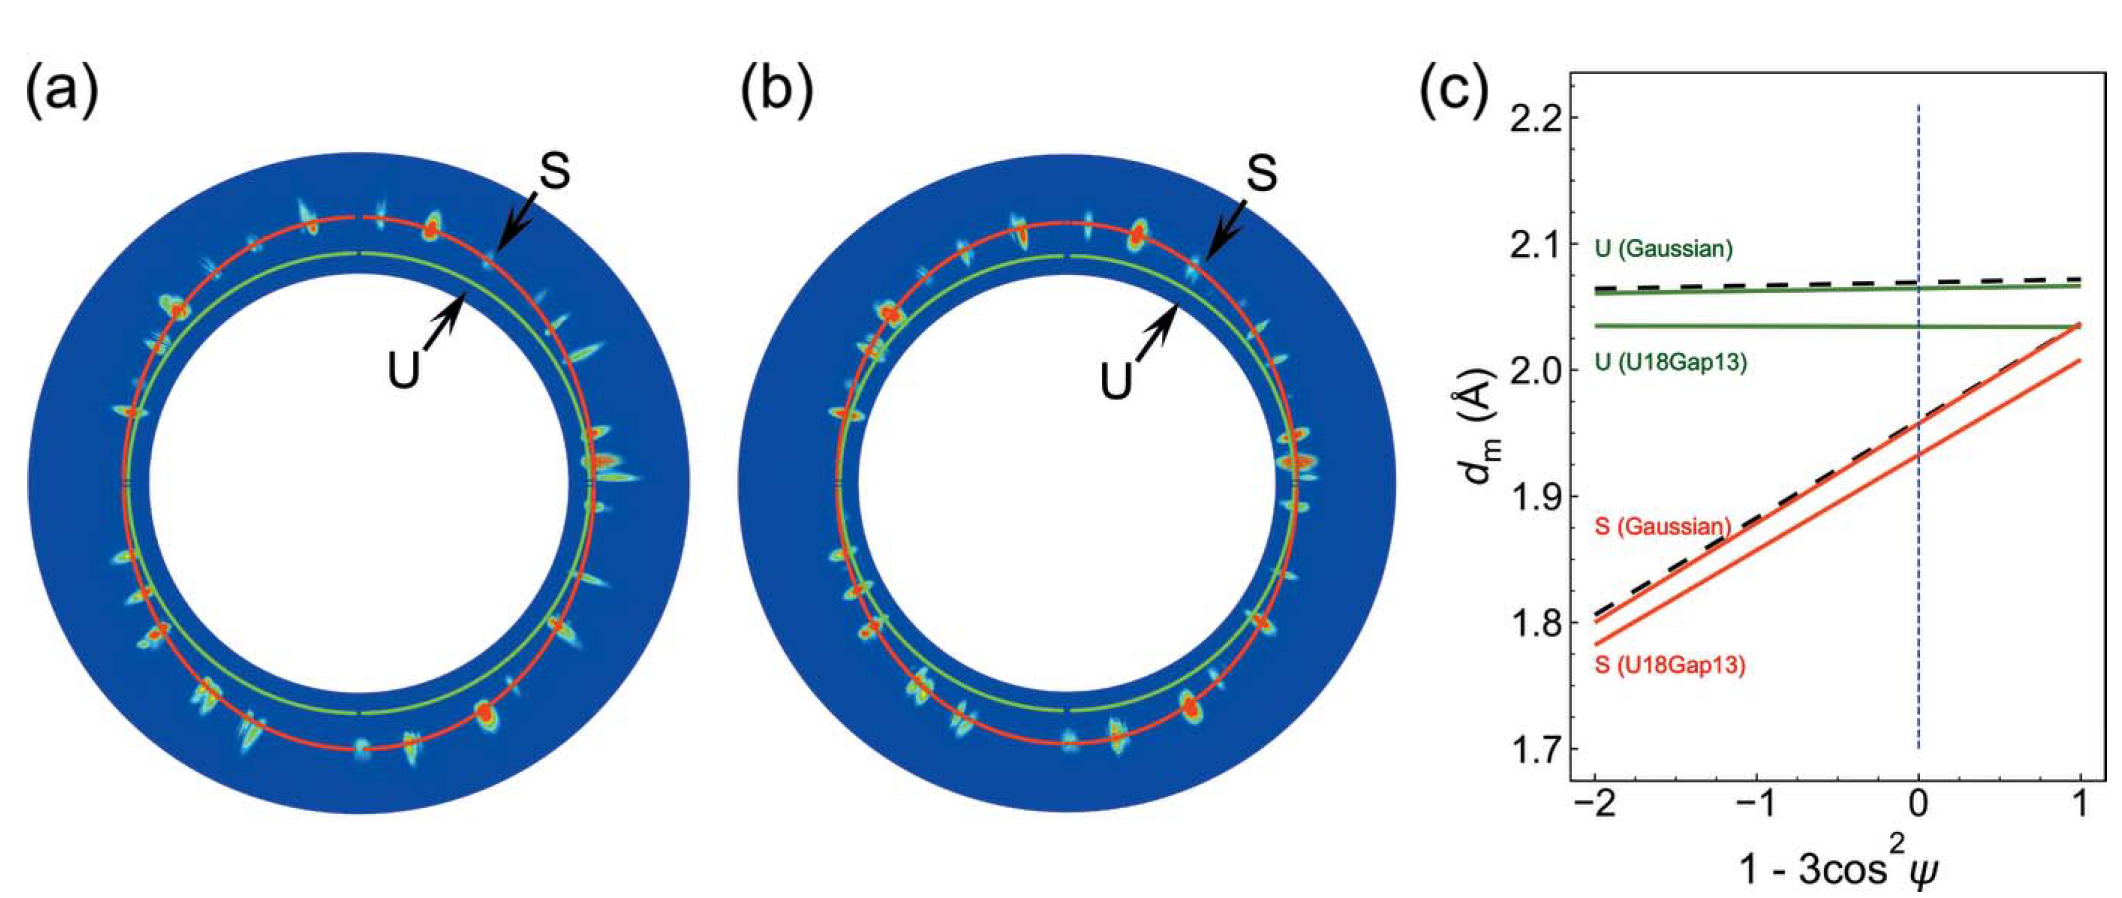 (a)
S
U
(b)
S
U
(c)
2.2
2.1
2.0
1.9
1.8
1.7
dm (Å)
U (Gaussian)
U (U18Gap13)
S (Gaussian)
S (U18Gap13)
−2 −1 0 1
1 - 3cos² ψ